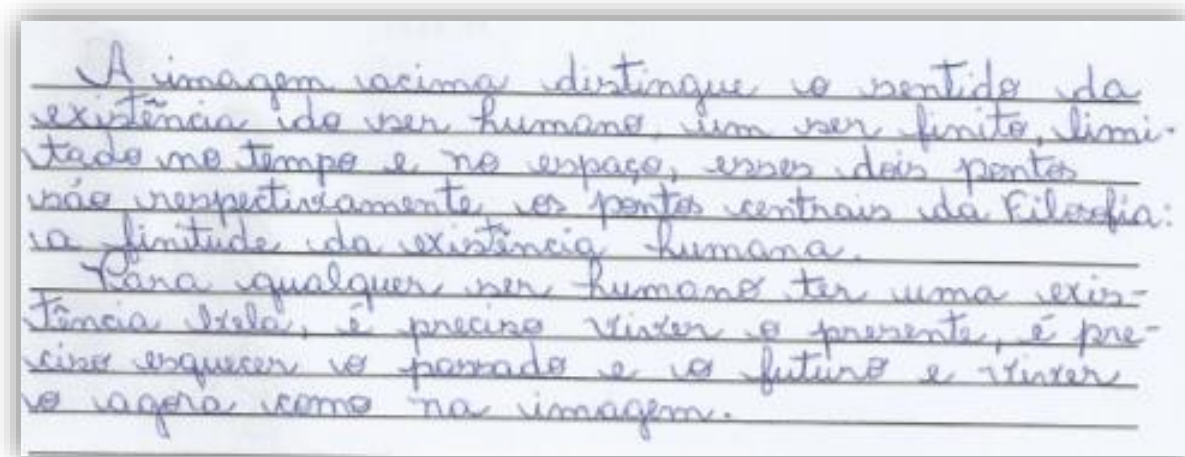 A imagem acima distingue o sentido da
existência do ser humano, um ser finito, limi-
tado no tempo e no espaço, esses dois pontos
são respectivamente os pontos centrais da Filosofia:
a finitude da existência humana.
Para qualquer ser humano ter uma exis-
tência bela, é preciso viver o presente, é pre-
ciso esquecer o passado e o futuro e viver
o agora como na imagem.